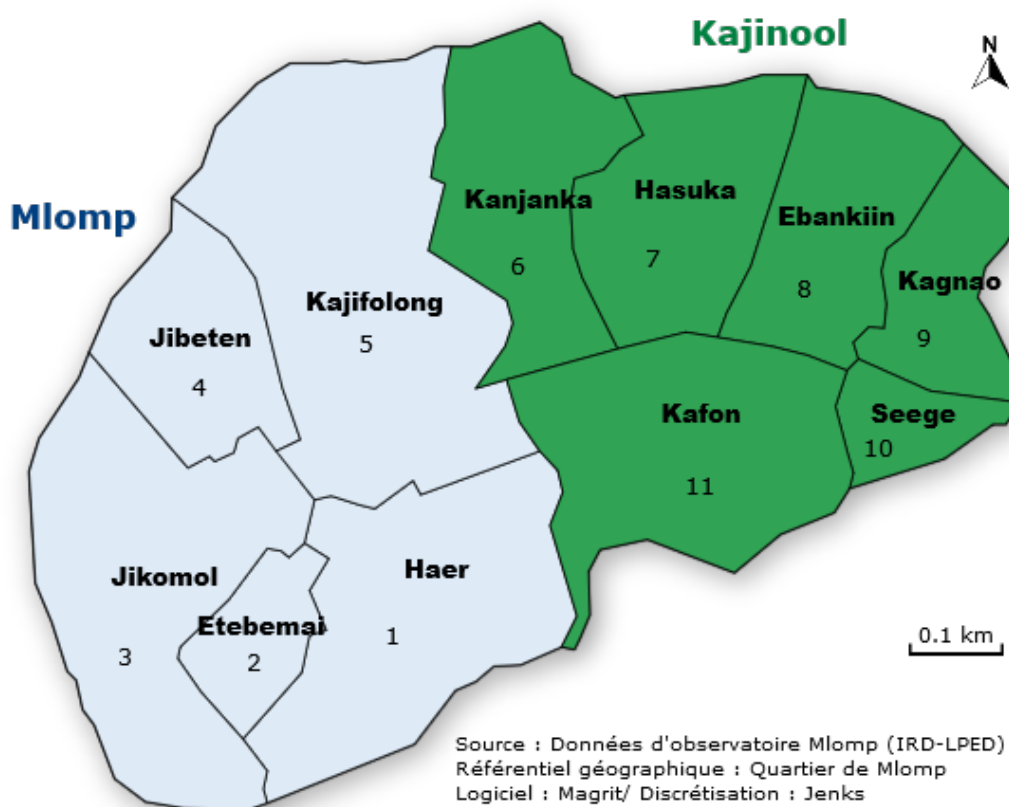 Kajinool
N
Mlomp
Kanjanka
6
Hasuka
7
Ebankiin
8
Kagnao
9
Kajifolong
5
Jibeten
4
Kafon
11
Seege
10
Jikomol
3
Etebemai
2
Haer
1
0.1 km
Source : Données d'observatoire Mlomp (IRD-LPED)
Référentiel géographique : Quartier de Mlomp
Logiciel : Magrit/ Discrétisation : Jenks